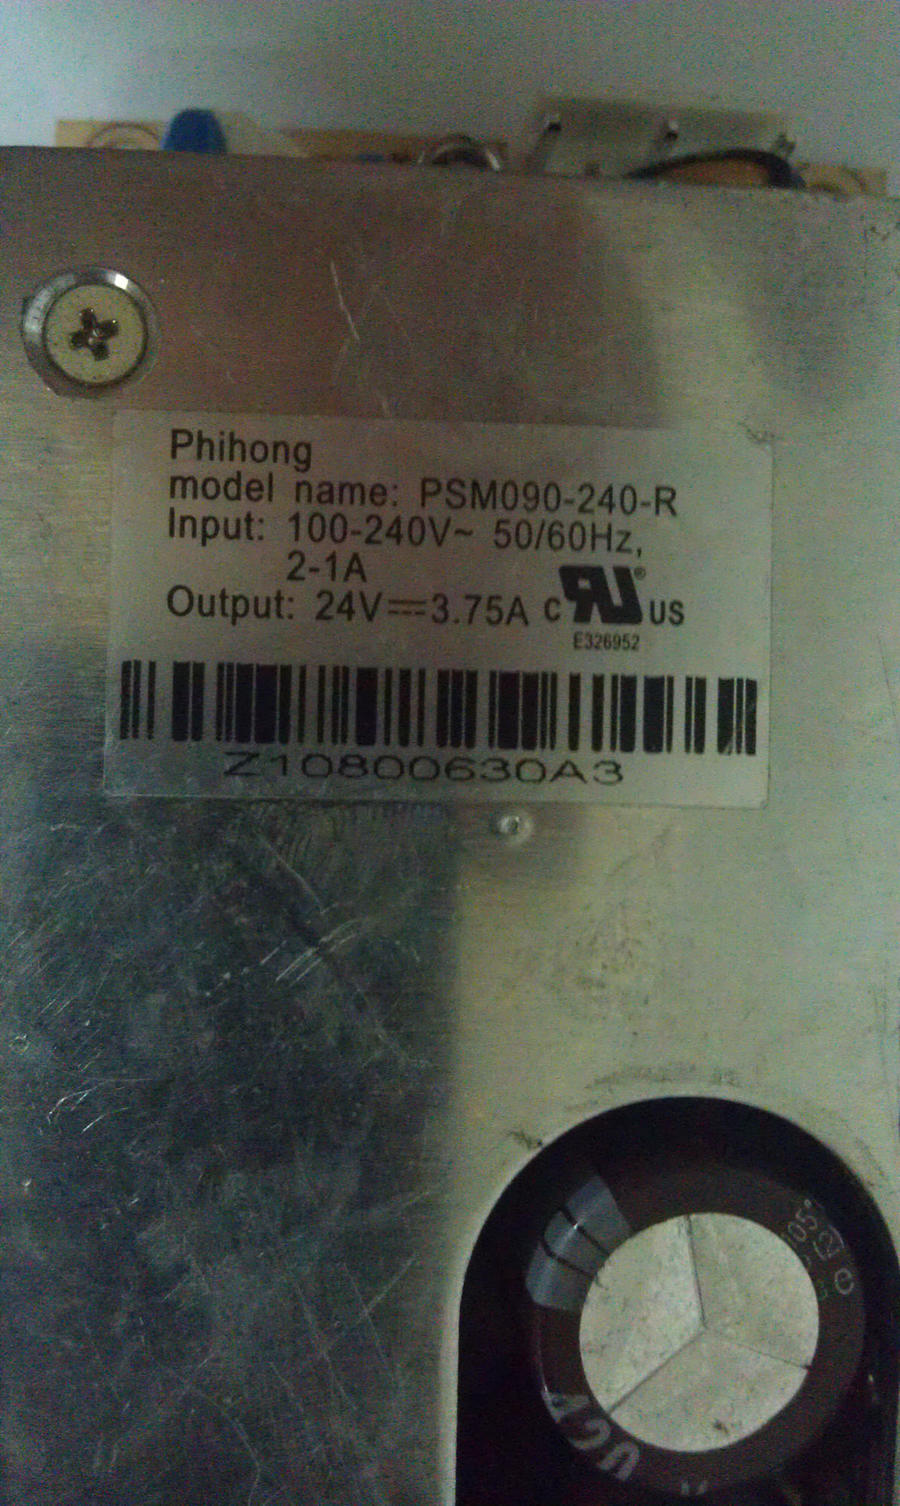 Phihong
model name: PSM090-240-R
Input: 100-240V~ 50/60Hz,
2-1A
Output: 24V⎓3.75A c RU® US
E326952
Z10800630A3